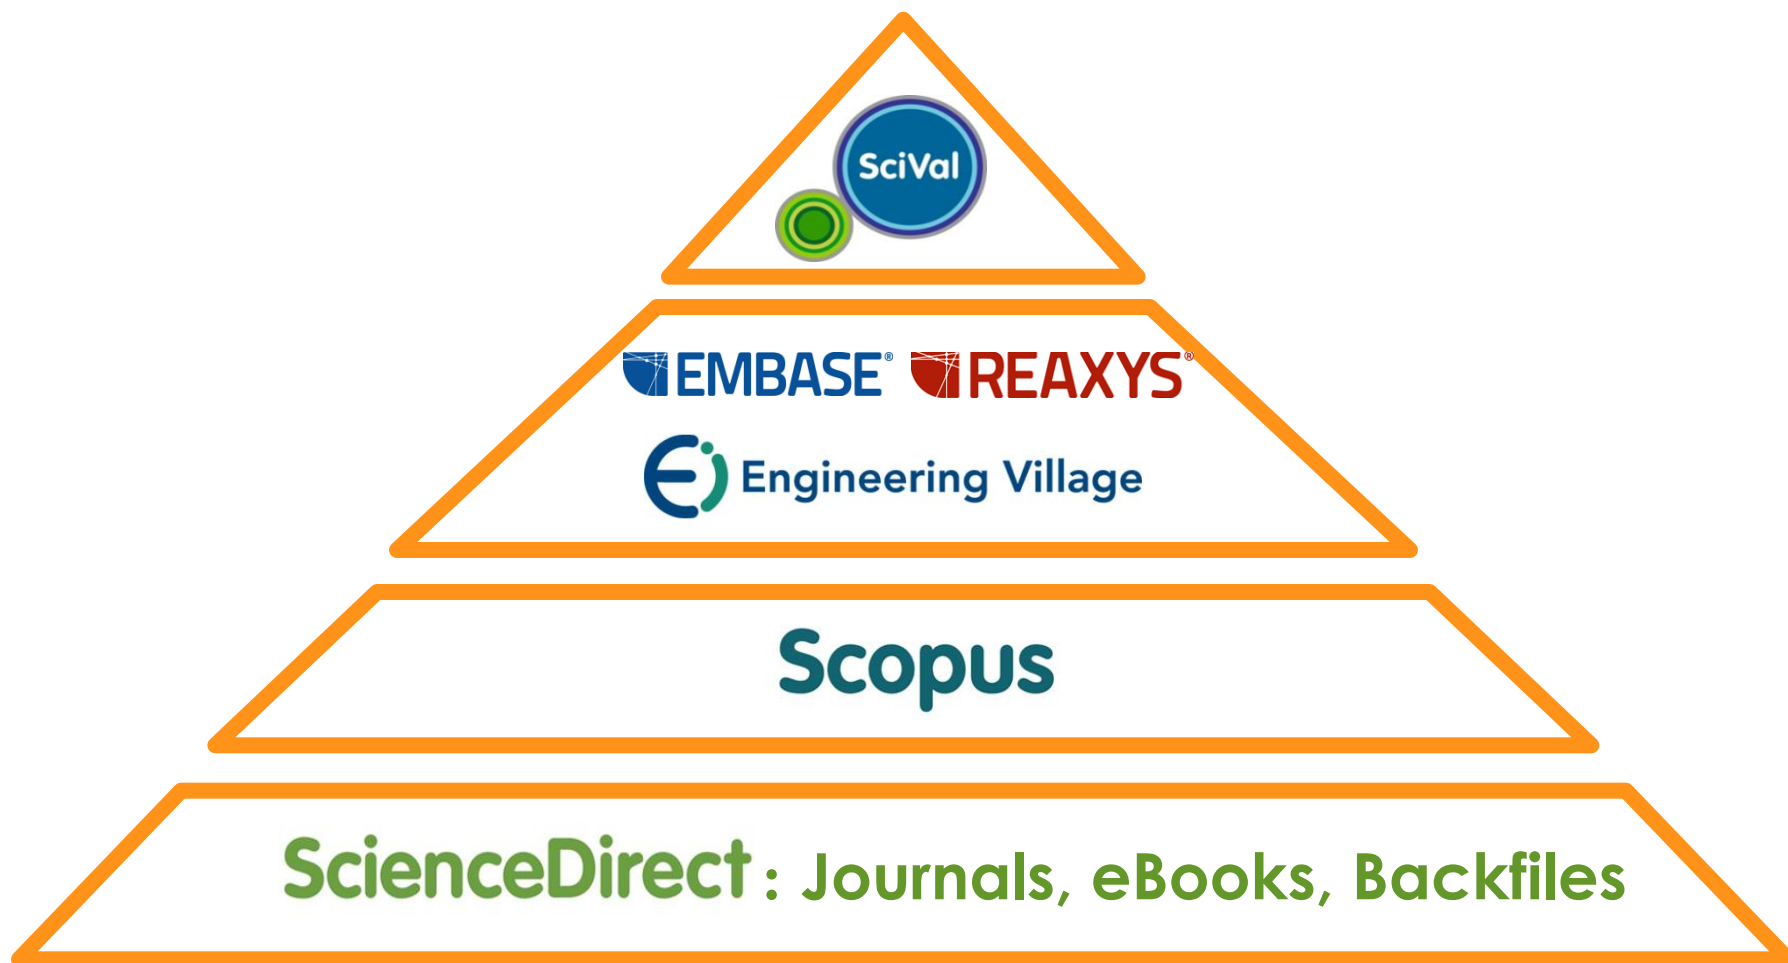 SciVal
EMBASE® REAXYS®
Engineering Village
Scopus
ScienceDirect : Journals, eBooks, Backfiles